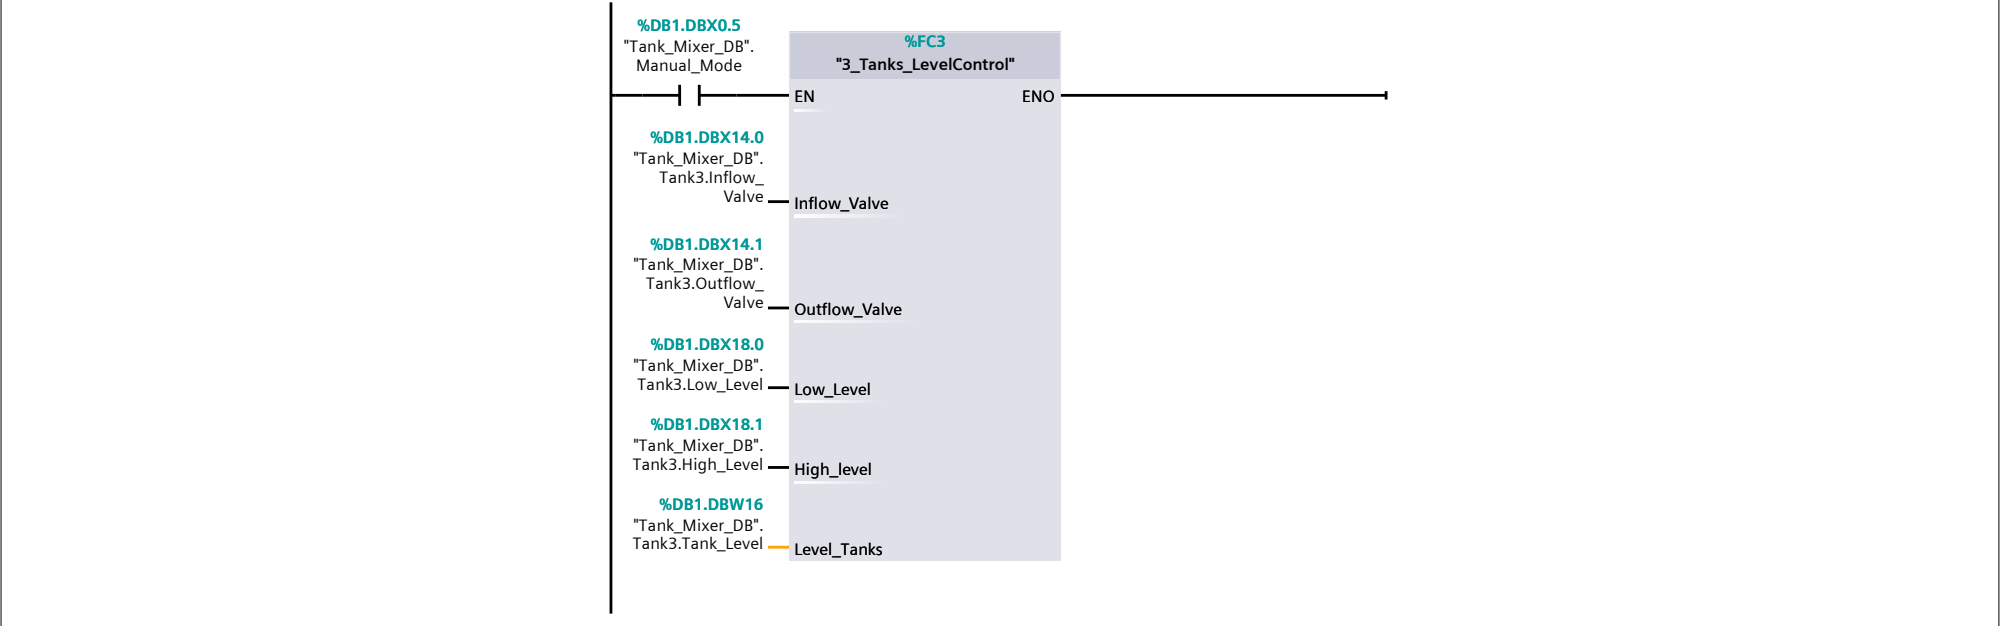 %DB1.DBX0.5
"Tank_Mixer_DB".
Manual_Mode
%FC3
"3_Tanks_LevelControl"
EN
ENO
%DB1.DBX14.0
"Tank_Mixer_DB".
Tank3.Inflow_
Valve
Inflow_Valve
%DB1.DBX14.1
"Tank_Mixer_DB".
Tank3.Outflow_
Valve
Outflow_Valve
%DB1.DBX18.0
"Tank_Mixer_DB".
Tank3.Low_Level
Low_Level
%DB1.DBX18.1
"Tank_Mixer_DB".
Tank3.High_Level
High_level
%DB1.DBW16
"Tank_Mixer_DB".
Tank3.Tank_Level
Level_Tanks